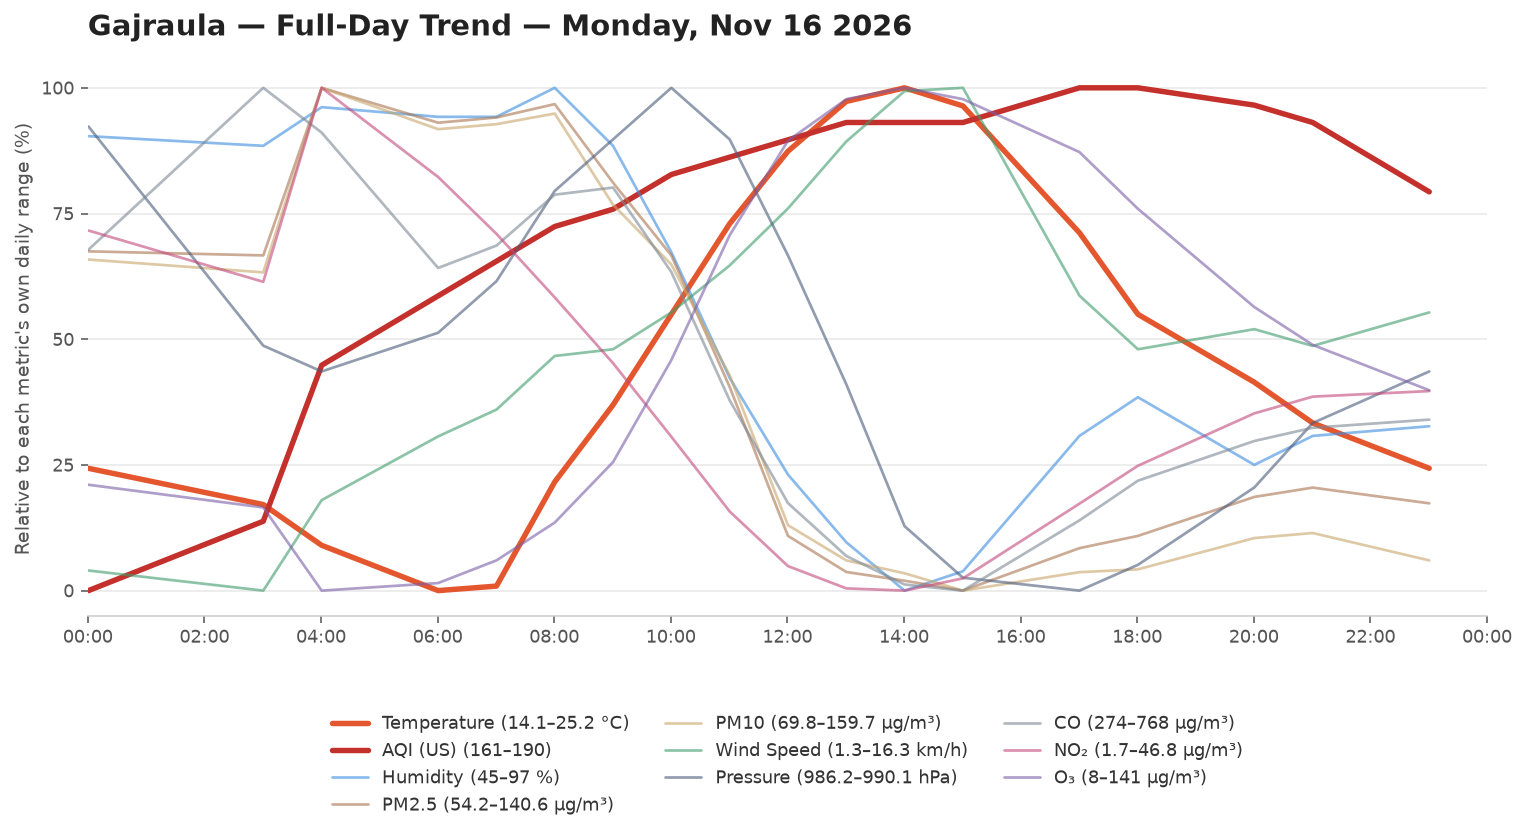 Gajraula — Full-Day Trend — Monday, Nov 16 2026
Relative to each metric's own daily range (%)
100
75
50
25
0
00:00 02:00 04:00 06:00 08:00 10:00 12:00 14:00 16:00 18:00 20:00 22:00 00:00
Temperature (14.1–25.2 °C)
AQI (US) (161–190)
Humidity (45–97 %)
PM2.5 (54.2–140.6 µg/m³)
PM10 (69.8–159.7 µg/m³)
Wind Speed (1.3–16.3 km/h)
Pressure (986.2–990.1 hPa)
CO (274–768 µg/m³)
NO₂ (1.7–46.8 µg/m³)
O₃ (8–141 µg/m³)